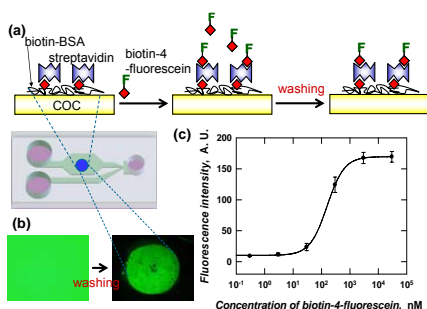 (a)
biotin-BSA
streptavidin
biotin-4
-fluorescein
F
F
F
F
F
F
F
F
COC
washing
(b)
washing
(c)
Fluorescence intensity, A. U.
200
150
100
50
0
10⁻¹ 10⁰ 10¹ 10² 10³ 10⁴ 10⁵
Concentration of biotin-4-fluorescein, nM